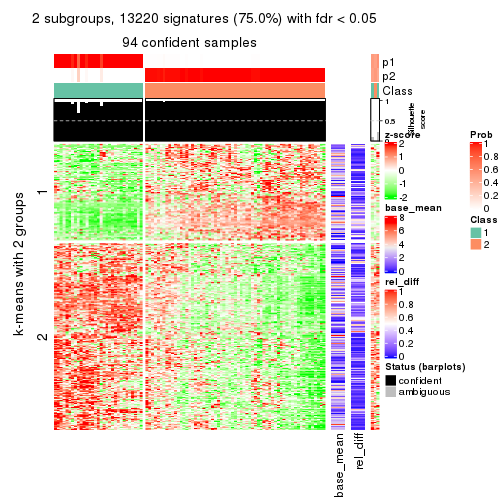 2 subgroups, 13220 signatures (75.0%) with fdr < 0.05
94 confident samples
p1
p2
Class
1
0.5
0
Silhouette
score
k-means with 2 groups
1
2
base_mean
rel_diff
z-score
2
1
0
-1
-2
base_mean
8
6
4
2
0
rel_diff
1
0.8
0.6
0.4
0.2
0
Status (barplots)
confident
ambiguous
Prob
1
0.8
0.6
0.4
0.2
0
Class
1
2